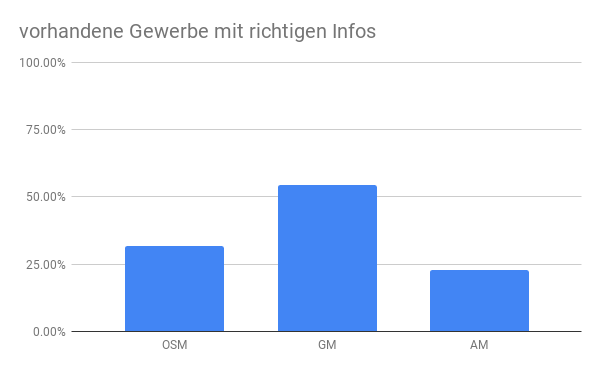 vorhandene Gewerbe mit richtigen Infos
100.00%
75.00%
50.00%
25.00%
0.00%
OSM
GM
AM